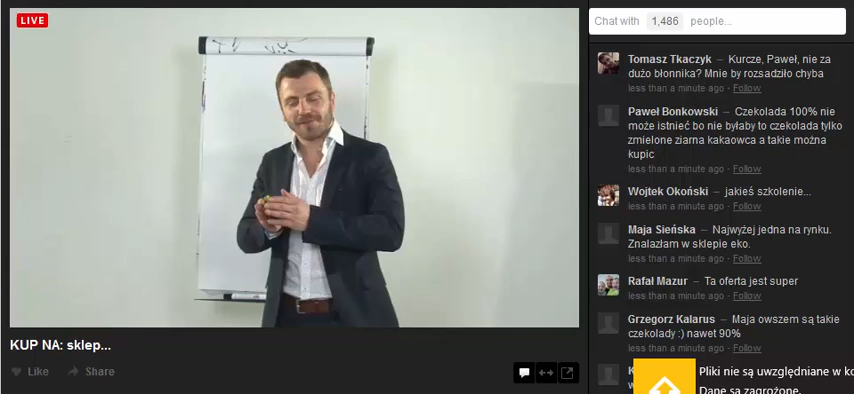 LIVE
Chat with 1,486 people...
Tomasz Tkaczyk – Kurcze, Paweł, nie za
dużo błonnika? Mnie by rozsadziło chyba
less than a minute ago · Follow
Paweł Bonkowski – Czekolada 100% nie
może istnieć bo nie byłaby to czekolada tylko
zmielone ziarna kakaowca a takie można
kupic
less than a minute ago · Follow
Wojtek Okoński – jakieś szkolenie...
less than a minute ago · Follow
Maja Sieńska – Najwyżej jedna na rynku.
Znalazłam w sklepie eko.
less than a minute ago · Follow
Rafał Mazur – Ta oferta jest super
less than a minute ago · Follow
Grzegorz Kalarus – Maja owszem są takie
czekolady :) nawet 90%
less than a minute ago · Follow
KUP NA: sklep...
Like Share
Pliki nie są uwzględniane w
Dane są zagrożone.